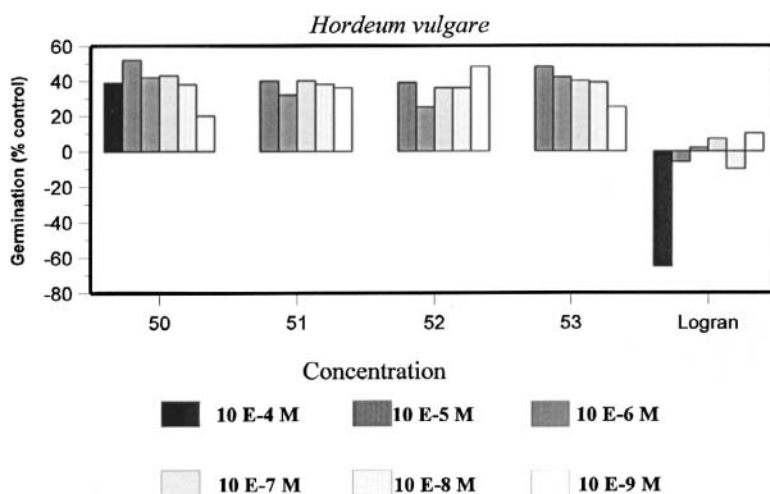 Hordeum vulgare
Germination (% control)
60
40
20
0
-20
-40
-60
-80
50 51 52 53 Logran
Concentration
10 E-4 M 10 E-5 M 10 E-6 M
10 E-7 M 10 E-8 M 10 E-9 M